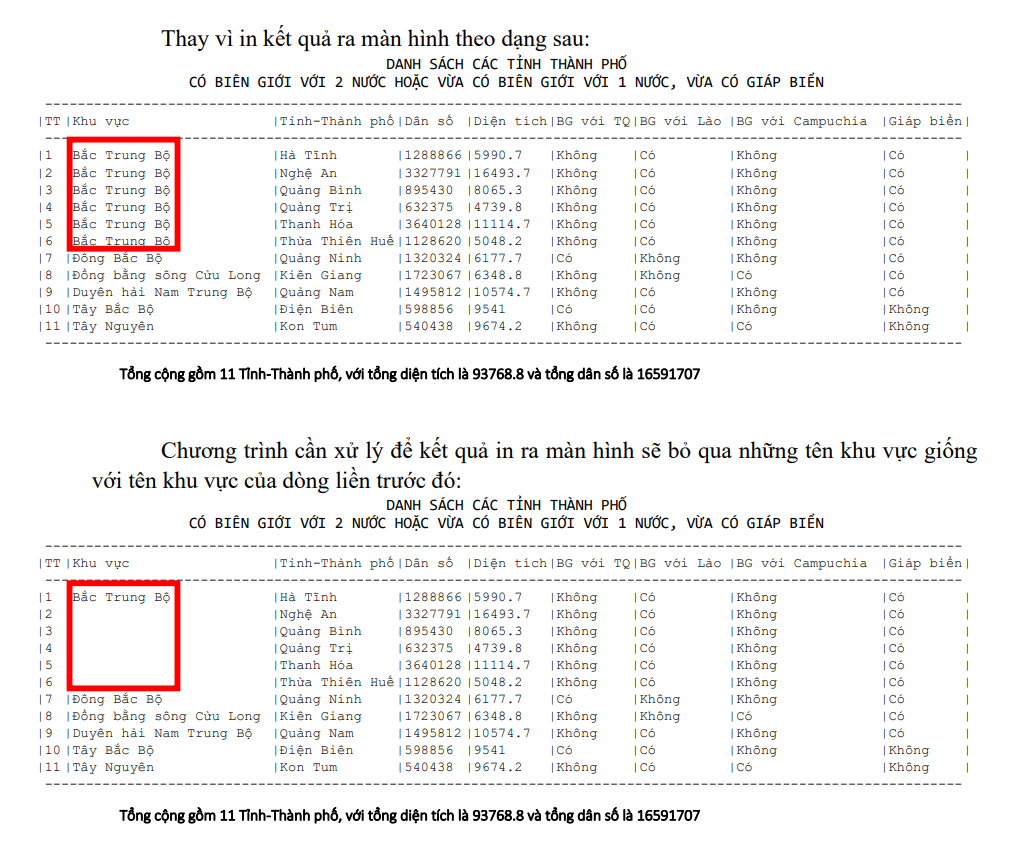 Thay vì in kết quả ra màn hình theo dạng sau:
DANH SÁCH CÁC TỈNH THÀNH PHỐ
CÓ BIÊN GIỚI VỚI 2 NƯỚC HOẶC VỪA CÓ BIÊN GIỚI VỚI 1 NƯỚC, VỪA CÓ GIÁP BIỂN
|TT |Khu vực |Tỉnh-Thành phố|Dân số |Diện tích|BG với TQ|BG với Lào |BG với Campuchia |Giáp biển|
|1 |Bắc Trung Bộ |Hà Tĩnh |1288866 |5990.7 |Không |Có |Không |Có |
|2 |Bắc Trung Bộ |Nghệ An |3327791 |16493.7 |Không |Có |Không |Có |
|3 |Bắc Trung Bộ |Quảng Bình |895430 |8065.3 |Không |Có |Không |Có |
|4 |Bắc Trung Bộ |Quảng Trị |632375 |4739.8 |Không |Có |Không |Có |
|5 |Bắc Trung Bộ |Thanh Hóa |3640128 |11114.7 |Không |Có |Không |Có |
|6 |Bắc Trung Bộ |Thừa Thiên Huế|1128620 |5048.2 |Không |Có |Không |Có |
|7 |Đông Bắc Bộ |Quảng Ninh |1320324 |6177.7 |Có |Không |Không |Có |
|8 |Đồng bằng sông Cửu Long |Kiên Giang |1723067 |6348.8 |Không |Không |Có |Có |
|9 |Duyên hải Nam Trung Bộ |Quảng Nam |1495812 |10574.7 |Không |Có |Không |Có |
|10 |Tây Bắc Bộ |Điện Biên |598856 |9541 |Có |Có |Không |Không |
|11 |Tây Nguyên |Kon Tum |540438 |9674.2 |Không |Có |Có |Không |
Tổng cộng gồm 11 Tỉnh-Thành phố, với tổng diện tích là 93768.8 và tổng dân số là 16591707
Chương trình cần xử lý để kết quả in ra màn hình sẽ bỏ qua những tên khu vực giống
với tên khu vực của dòng liền trước đó:
DANH SÁCH CÁC TỈNH THÀNH PHỐ
CÓ BIÊN GIỚI VỚI 2 NƯỚC HOẶC VỪA CÓ BIÊN GIỚI VỚI 1 NƯỚC, VỪA CÓ GIÁP BIỂN
|TT |Khu vực |Tỉnh-Thành phố|Dân số |Diện tích|BG với TQ|BG với Lào |BG với Campuchia |Giáp biển|
|1 |Bắc Trung Bộ |Hà Tĩnh |1288866 |5990.7 |Không |Có |Không |Có |
|2 | |Nghệ An |3327791 |16493.7 |Không |Có |Không |Có |
|3 | |Quảng Bình |895430 |8065.3 |Không |Có |Không |Có |
|4 | |Quảng Trị |632375 |4739.8 |Không |Có |Không |Có |
|5 | |Thanh Hóa |3640128 |11114.7 |Không |Có |Không |Có |
|6 | |Thừa Thiên Huế|1128620 |5048.2 |Không |Có |Không |Có |
|7 |Đông Bắc Bộ |Quảng Ninh |1320324 |6177.7 |Có |Không |Không |Có |
|8 |Đồng bằng sông Cửu Long |Kiên Giang |1723067 |6348.8 |Không |Không |Có |Có |
|9 |Duyên hải Nam Trung Bộ |Quảng Nam |1495812 |10574.7 |Không |Có |Không |Có |
|10 |Tây Bắc Bộ |Điện Biên |598856 |9541 |Có |Có |Không |Không |
|11 |Tây Nguyên |Kon Tum |540438 |9674.2 |Không |Có |Có |Không |
Tổng cộng gồm 11 Tỉnh-Thành phố, với tổng diện tích là 93768.8 và tổng dân số là 16591707